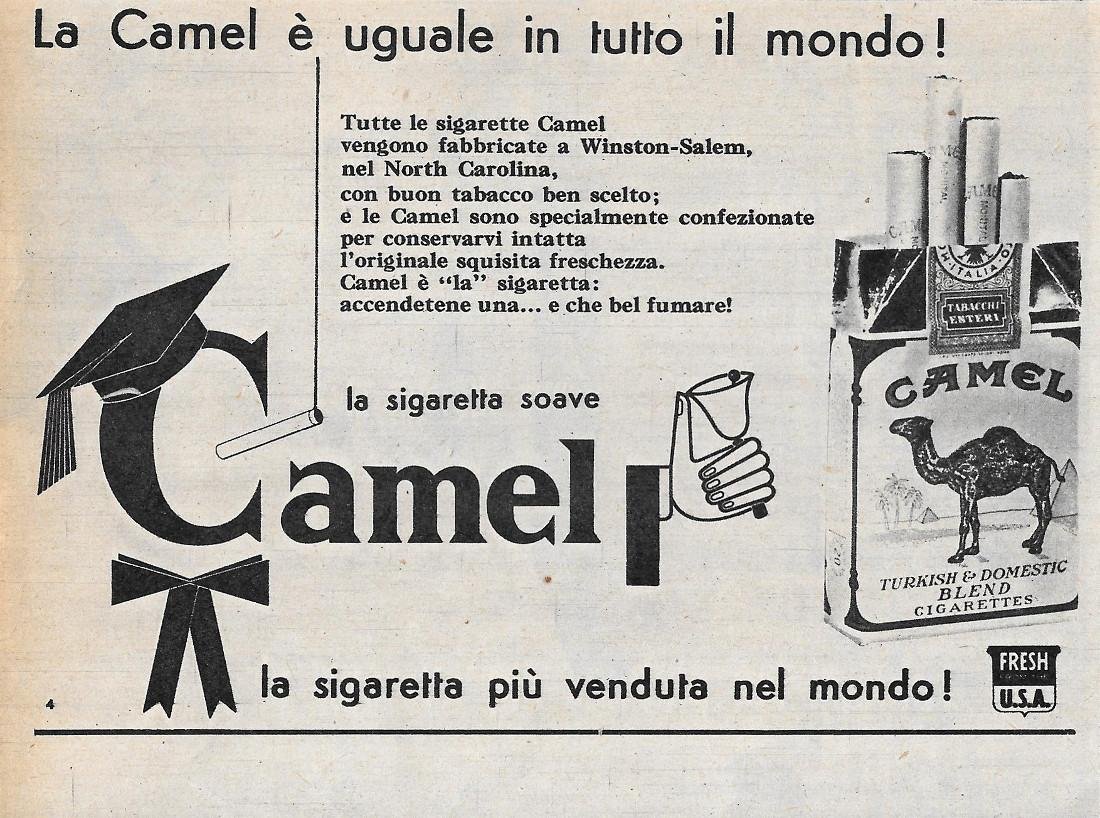 La Camel è uguale in tutto il mondo!
Tutte le sigarette Camel
vengono fabbricate a Winston-Salem,
nel North Carolina,
con buon tabacco ben scelto;
e le Camel sono specialmente confezionate
per conservarvi intatta
l'originale squisita freschezza.
Camel è “la” sigaretta:
accendetene una... e che bel fumare!
la sigaretta soave
Camel
ITALIA
TABACCHI
ESTERI
CAMEL
20
TURKISH & DOMESTIC
BLEND
CIGARETTES
la sigaretta più venduta nel mondo!
FRESH
U.S.A.
4